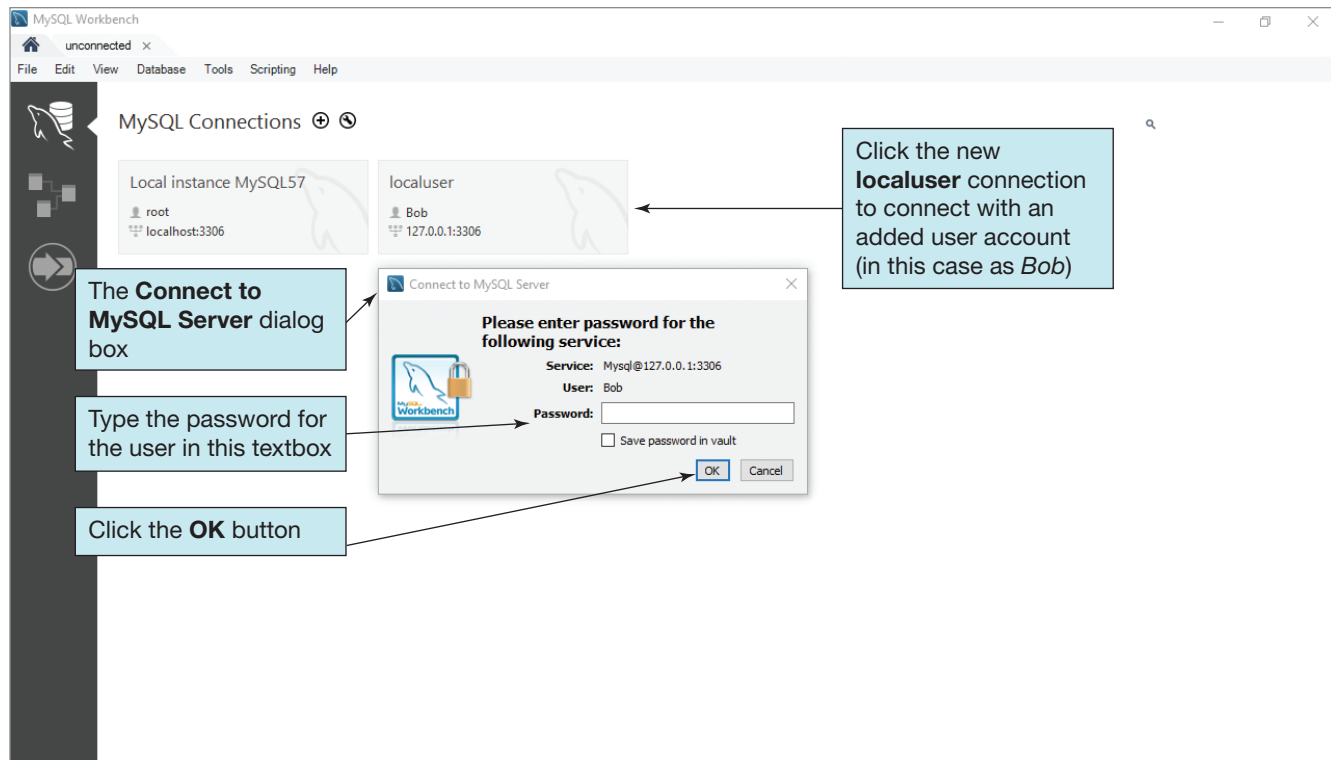 MySQL Workbench
unconnected
File Edit View Database Tools Scripting Help
MySQL Connections
Local instance MySQL57
root
localhost:3306
localuser
Bob
127.0.0.1:3306
Click the new
localuser connection
to connect with an
added user account
(in this case as Bob)
The Connect to
MySQL Server dialog
box
Connect to MySQL Server
Please enter password for the
following service:
Service: Mysql@127.0.0.1:3306
User: Bob
Password:
Save password in vault
OK Cancel
MySQL
Workbench
Type the password for
the user in this textbox
Click the OK button